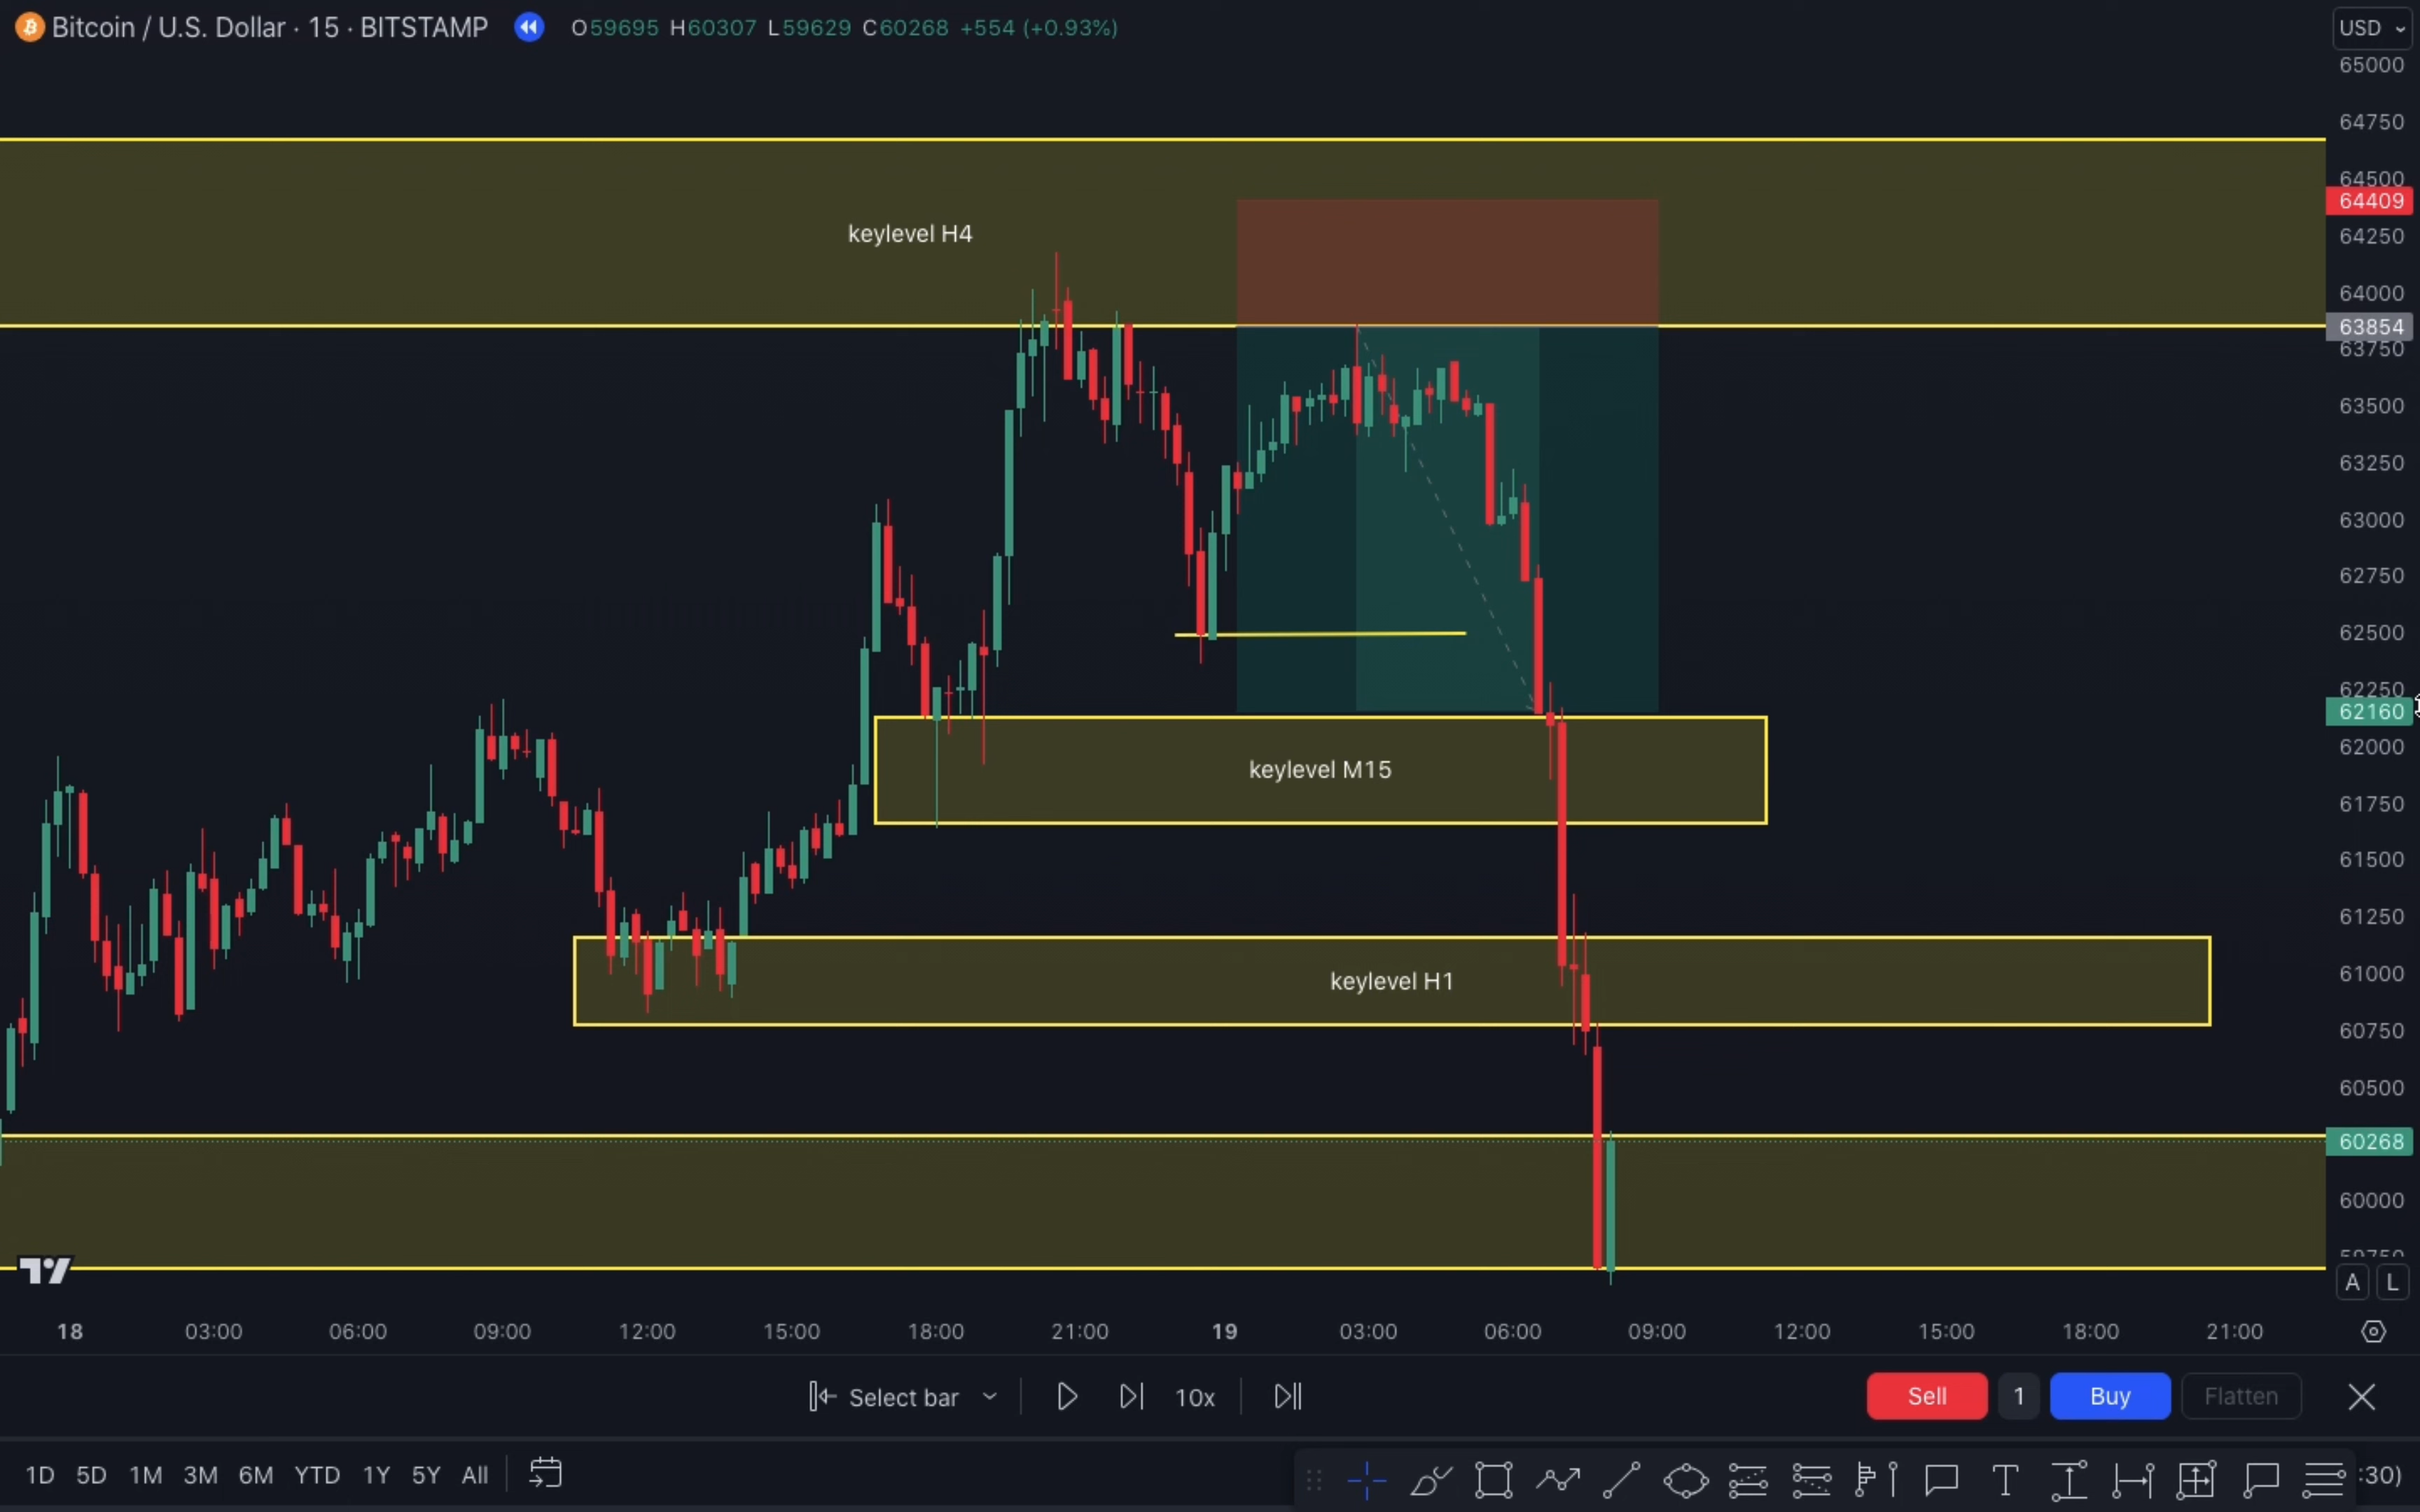 Bitcoin / U.S. Dollar · 15 · BITSTAMP O59695 H60307 L59629 C60268 +554 (+0.93%)
USD
65000
64750
64500
64409
64250
64000
63854
63750
63500
63250
63000
62750
62500
62250
62160
62000
61750
61500
61250
61000
60750
60500
60268
60000
59750
keylevel H4
keylevel M15
keylevel H1
A L
18 03:00 06:00 09:00 12:00 15:00 18:00 21:00 19 03:00 06:00 09:00 12:00 15:00 18:00 21:00
Select bar 10x Sell 1 Buy Flatten
1D 5D 1M 3M 6M YTD 1Y 5Y All :30)